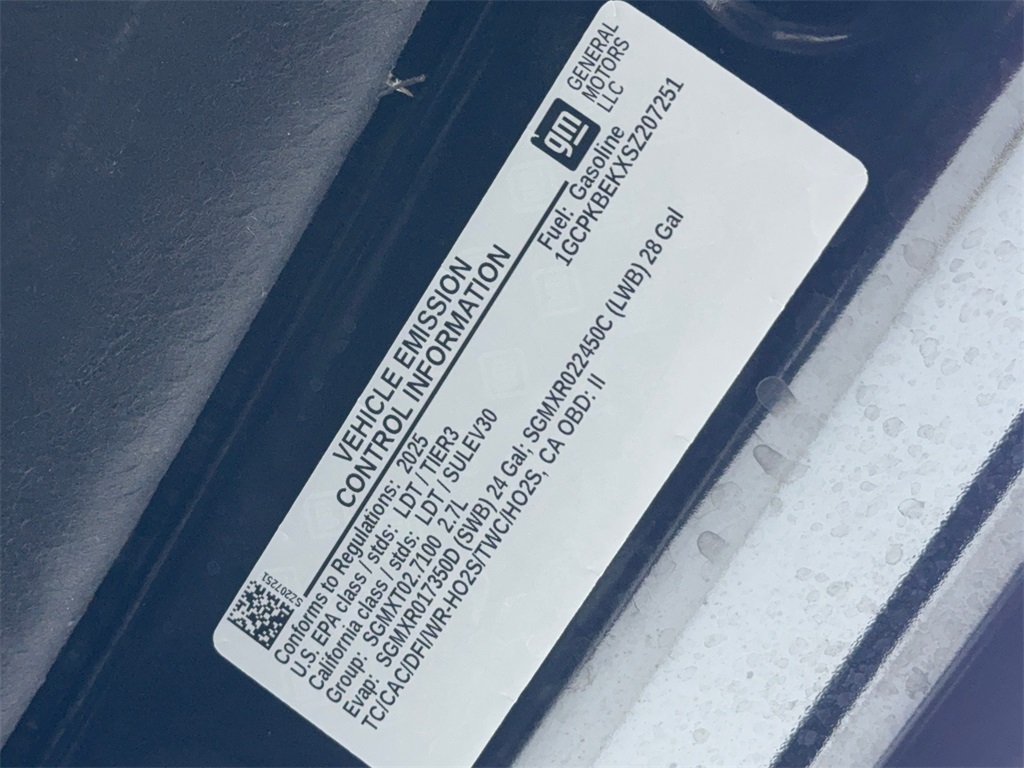 SZ207251
VEHICLE EMISSION
CONTROL INFORMATION
gm
GENERAL
MOTORS
LLC
Conforms to Regulations: 2025
Fuel: Gasoline
U.S. EPA class / stds: LDT / TIER3
1GCPKBEKXSZ207251
California class / stds: LDT / SULEV30
Group: SGMXT02.7100 2.7L
Evap: SGMXR017350D (SWB) 24 Gal; SGMXR022450C (LWB) 28 Gal
TC/CAC/DFI/WR-HO2S/TWC/HO2S, CA OBD: II